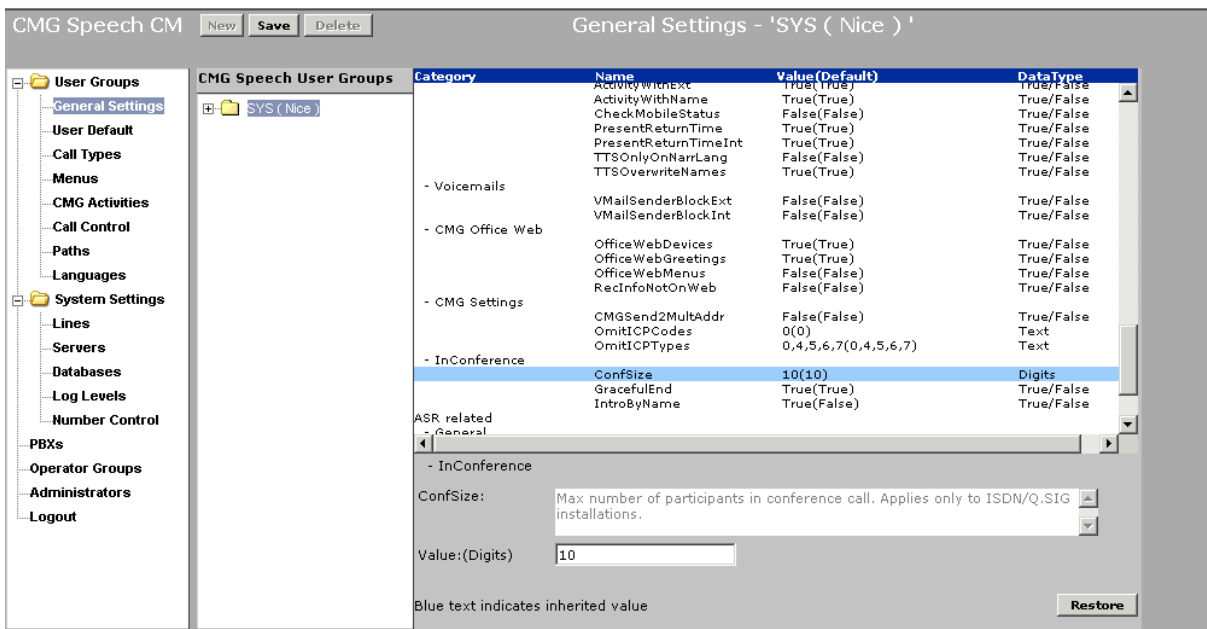 CMG Speech CM New Save Delete General Settings - 'SYS ( Nice ) '
User Groups
General Settings
User Default
Call Types
Menus
CMG Activities
Call Control
Paths
Languages
System Settings
Lines
Servers
Databases
Log Levels
Number Control
PBXs
Operator Groups
Administrators
Logout
CMG Speech User Groups
SYS ( Nice )
Category Name Value(Default) DataType
ActivityWithExt True(True) True/False
ActivityWithName True(True) True/False
CheckMobileStatus False(False) True/False
PresentReturnTime True(True) True/False
PresentReturnTimeInt True(True) True/False
TTSOnlyOnNarrLang False(False) True/False
TTSOverwriteNames True(True) True/False
- Voicemails
VMailSenderBlockExt False(False) True/False
VMailSenderBlockInt False(False) True/False
- CMG Office Web
OfficeWebDevices True(True) True/False
OfficeWebGreetings True(True) True/False
OfficeWebMenus False(False) True/False
RecInfoNotOnWeb False(False) True/False
- CMG Settings
CMGSend2MultAddr False(False) True/False
OmitICPCodes 0(0) Text
OmitICPTypes 0,4,5,6,7(0,4,5,6,7) Text
- InConference
ConfSize 10(10) Digits
GracefulEnd True(True) True/False
IntroByName True(False) True/False
ASR related
- General
- InConference
ConfSize: Max number of participants in conference call. Applies only to ISDN/Q.SIG
installations.
Value:(Digits) 10
Blue text indicates inherited value Restore